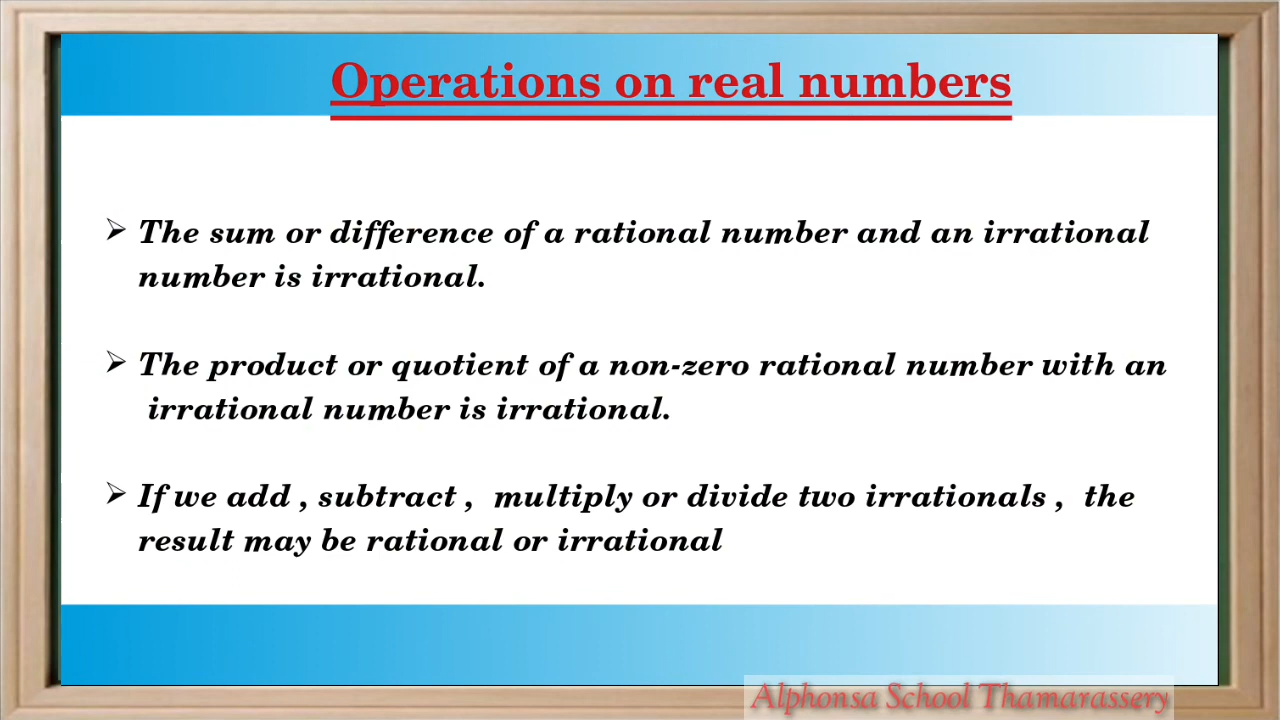 Operations on real numbers
➢ The sum or difference of a rational number and an irrational
number is irrational.
➢ The product or quotient of a non-zero rational number with an
irrational number is irrational.
➢ If we add , subtract , multiply or divide two irrationals , the
result may be rational or irrational
Alphonsa School Thamarassery